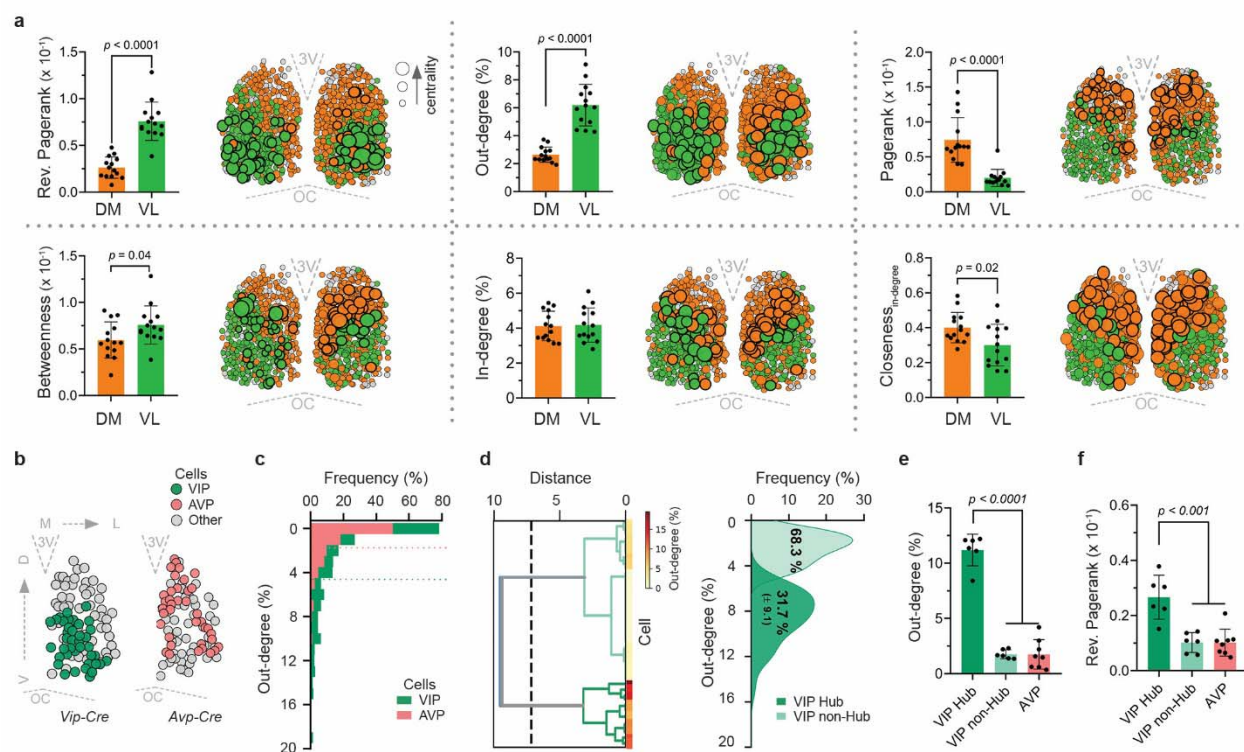 a
Rev. Pagerank (x 10⁻¹)
1.5
1.0
0.5
0.0
p < 0.0001
DM
VL
3V
OC
centrality
Out-degree (%)
10
8
6
4
2
0
p < 0.0001
DM
VL
3V
OC
Pagerank (x 10⁻¹)
2.0
1.5
1.0
0.5
0.0
p < 0.0001
DM
VL
3V
OC
Betweenness (x 10⁻¹)
1.5
1.0
0.5
0.0
p = 0.04
DM
VL
3V
OC
In-degree (%)
8
6
4
2
0
DM
VL
3V
OC
Closeness in-degree
0.8
0.6
0.4
0.2
0.0
p = 0.02
DM
VL
3V
OC
b
Cells
VIP
AVP
Other
M
L
3V
D
V
OC
Vip-Cre
3V
OC
Avp-Cre
c
Frequency (%)
0 20 40 60 80
Out-degree (%)
0
4
8
12
16
20
Cells
VIP
AVP
d
Distance
10 5 0
Out-degree (%)
15
10
5
0
Cell
Frequency (%)
0 10 20 30
Out-degree (%)
0
4
8
12
16
20
68.3 %
31.7 %
(± 9.1)
VIP Hub
VIP non-Hub
e
Out-degree (%)
15
10
5
0
p < 0.0001
VIP Hub
VIP non-Hub
AVP
f
Rev. Pagerank (x 10⁻¹)
0.6
0.4
0.2
0.0
p < 0.001
VIP Hub
VIP non-Hub
AVP